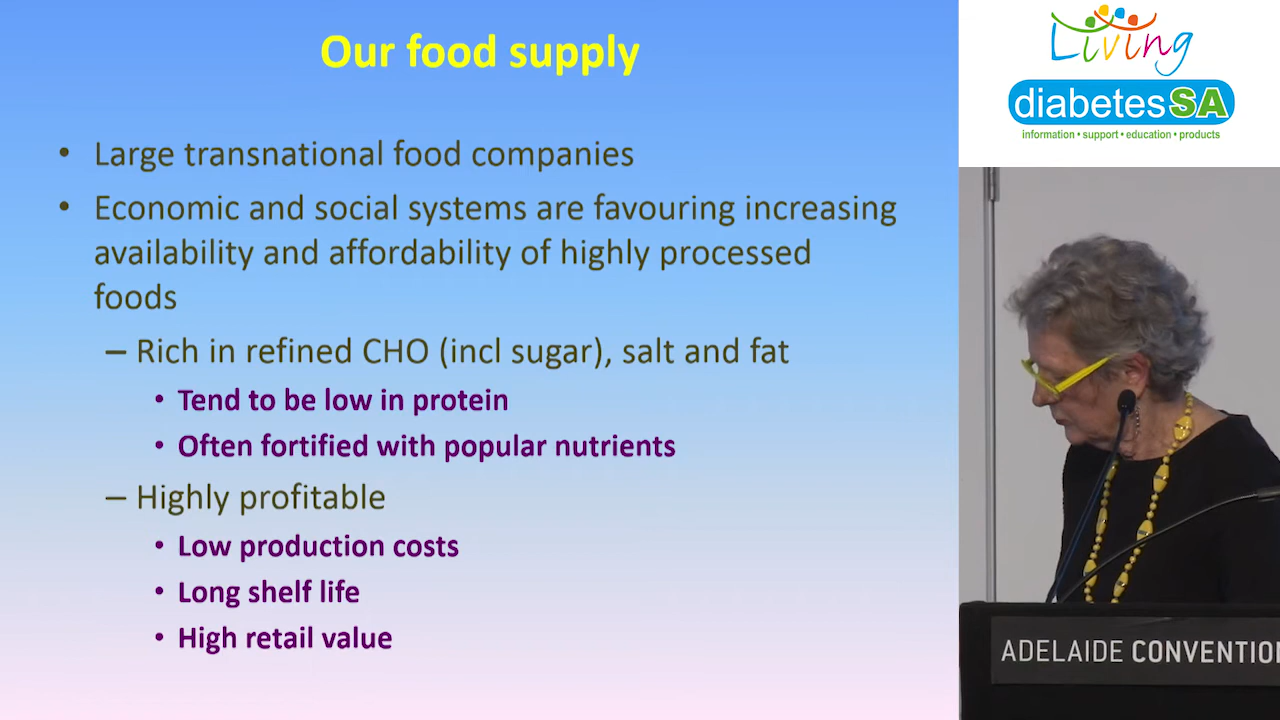 Our food supply
• Large transnational food companies
• Economic and social systems are favouring increasing
availability and affordability of highly processed
foods
– Rich in refined CHO (incl sugar), salt and fat
• Tend to be low in protein
• Often fortified with popular nutrients
– Highly profitable
• Low production costs
• Long shelf life
• High retail value
Living
diabetesSA
information • support • education • products
ADELAIDE CONVENTIO